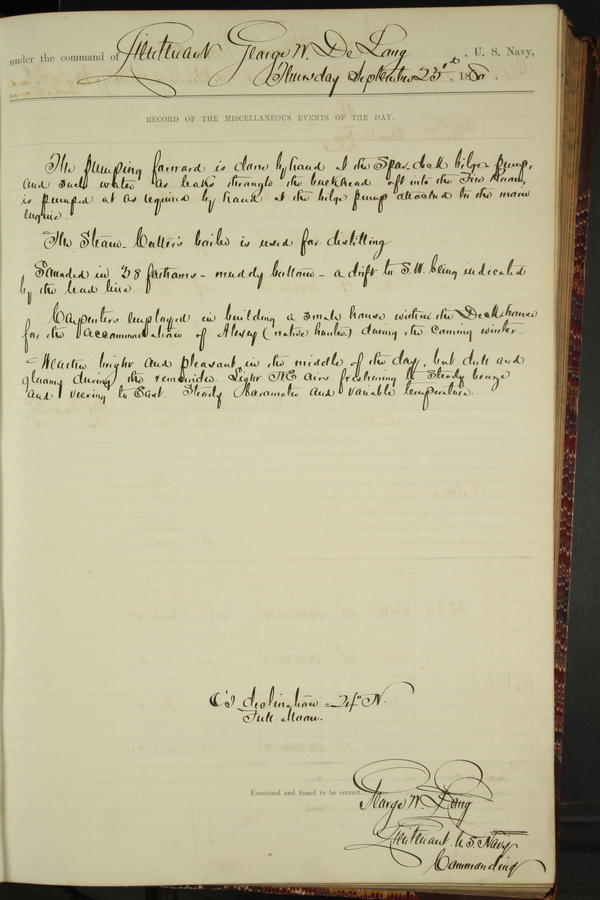 under the command of Lieutenant George W. De Long, U. S. Navy,
Thursday September 23rd, 1880.
RECORD OF THE MISCELLANEOUS EVENTS OF THE DAY.
The pumping forward is done by hand at the Spar deck bilge pump,
and such water as leaks through the bulkhead aft into the Fire Room,
is pumped at as required by hand at the bilge pump attached to the main
engine.
The Steam Cutter's boiler is used for distilling
Sounded in 38 fathoms - muddy bottom - a drift to S.W. being indicated
by the lead line.
Carpenters employed in building a small house within the Deckhouse
for the accommodation of Alexey (native hunter) during the coming winter.
Weather bright and pleasant in the middle of the day, but dull and
gloomy during the remainder. Light NE airs freshening to steady breeze
and veering to East. Steady barometer and variable temperature.
declination = N.
Full Moon.
Examined and found to be correct.
George W. De Long
Lieutenant U. S. Navy
Commanding